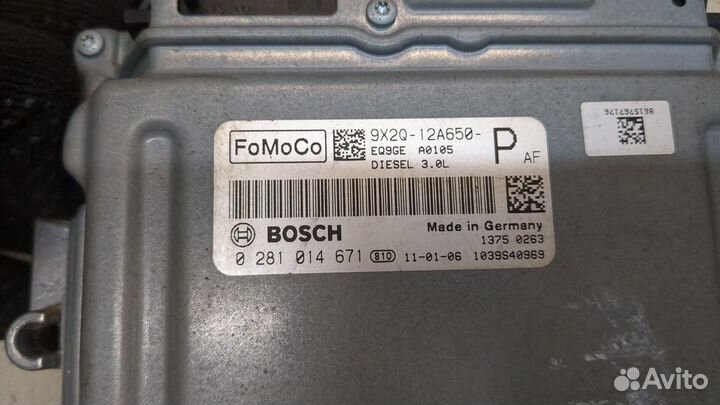 FoMoCo
9X2Q-12A650- P AF
EQ9GE A0105
DIESEL 3.0L
BOSCH
Made in Germany
1375 0263
0 281 014 671 810 11-01-06 1039S40969
8615767176
Avito